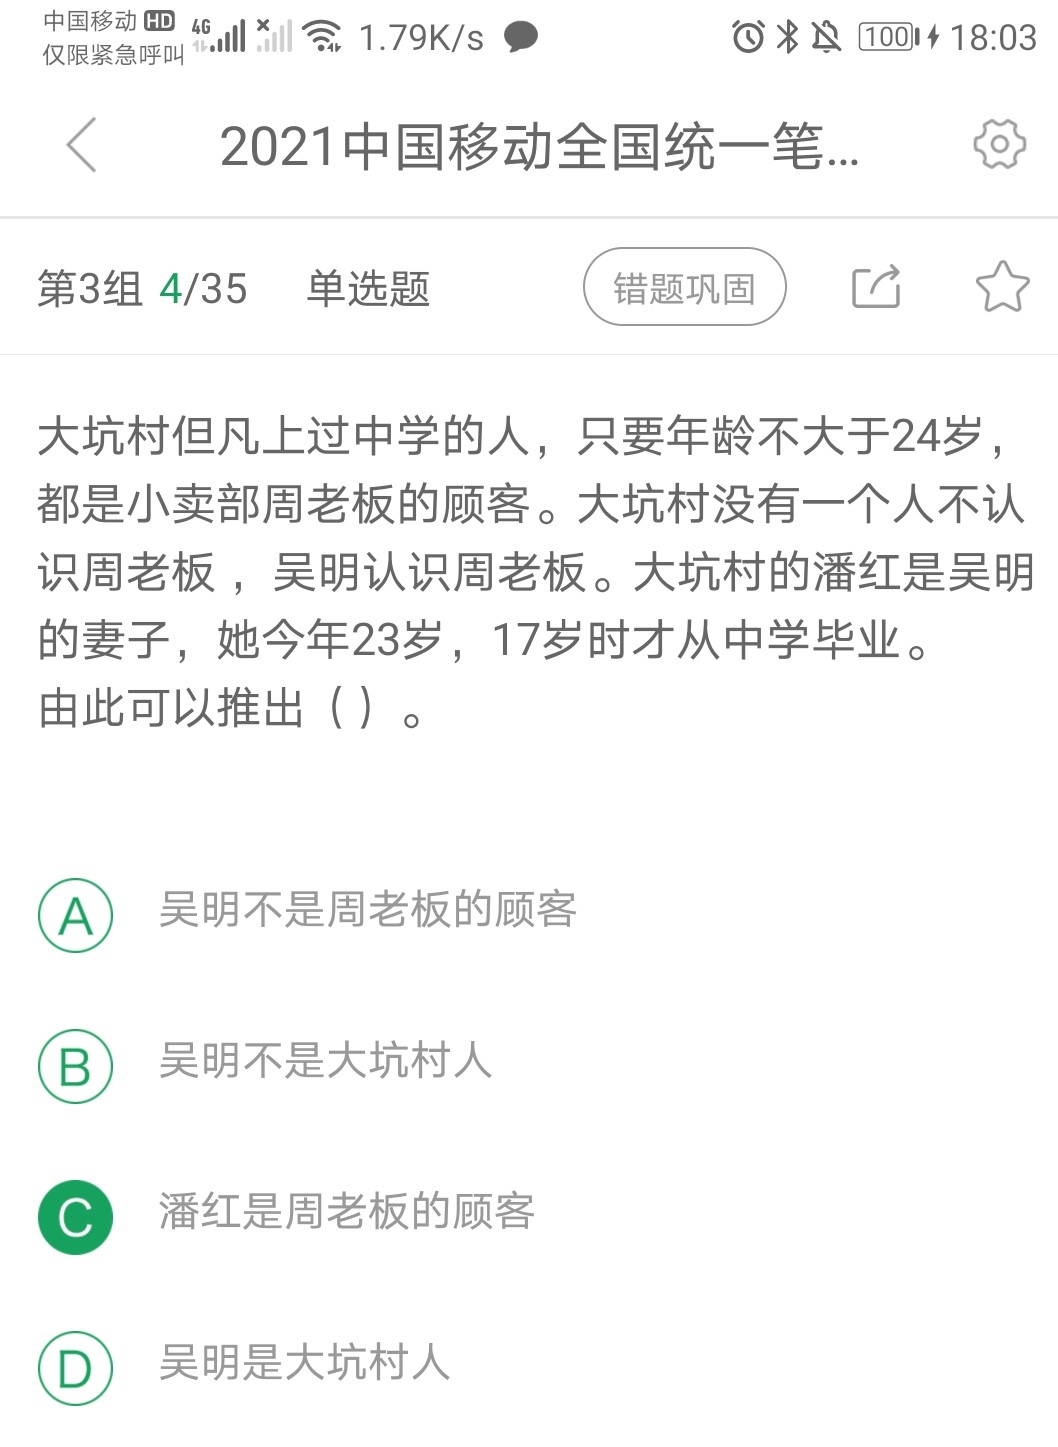 中国移动 HD 4G 1.79K/s 100 18:03
仅限紧急呼叫
2021中国移动全国统一笔...
第3组 4/35 单选题 错题巩固
大坑村但凡上过中学的人，只要年龄不大于24岁，
都是小卖部周老板的顾客。大坑村没有一个人不认
识周老板，吴明认识周老板。大坑村的潘红是吴明
的妻子，她今年23岁，17岁时才从中学毕业。
由此可以推出（）。
A 吴明不是周老板的顾客
B 吴明不是大坑村人
C 潘红是周老板的顾客
D 吴明是大坑村人